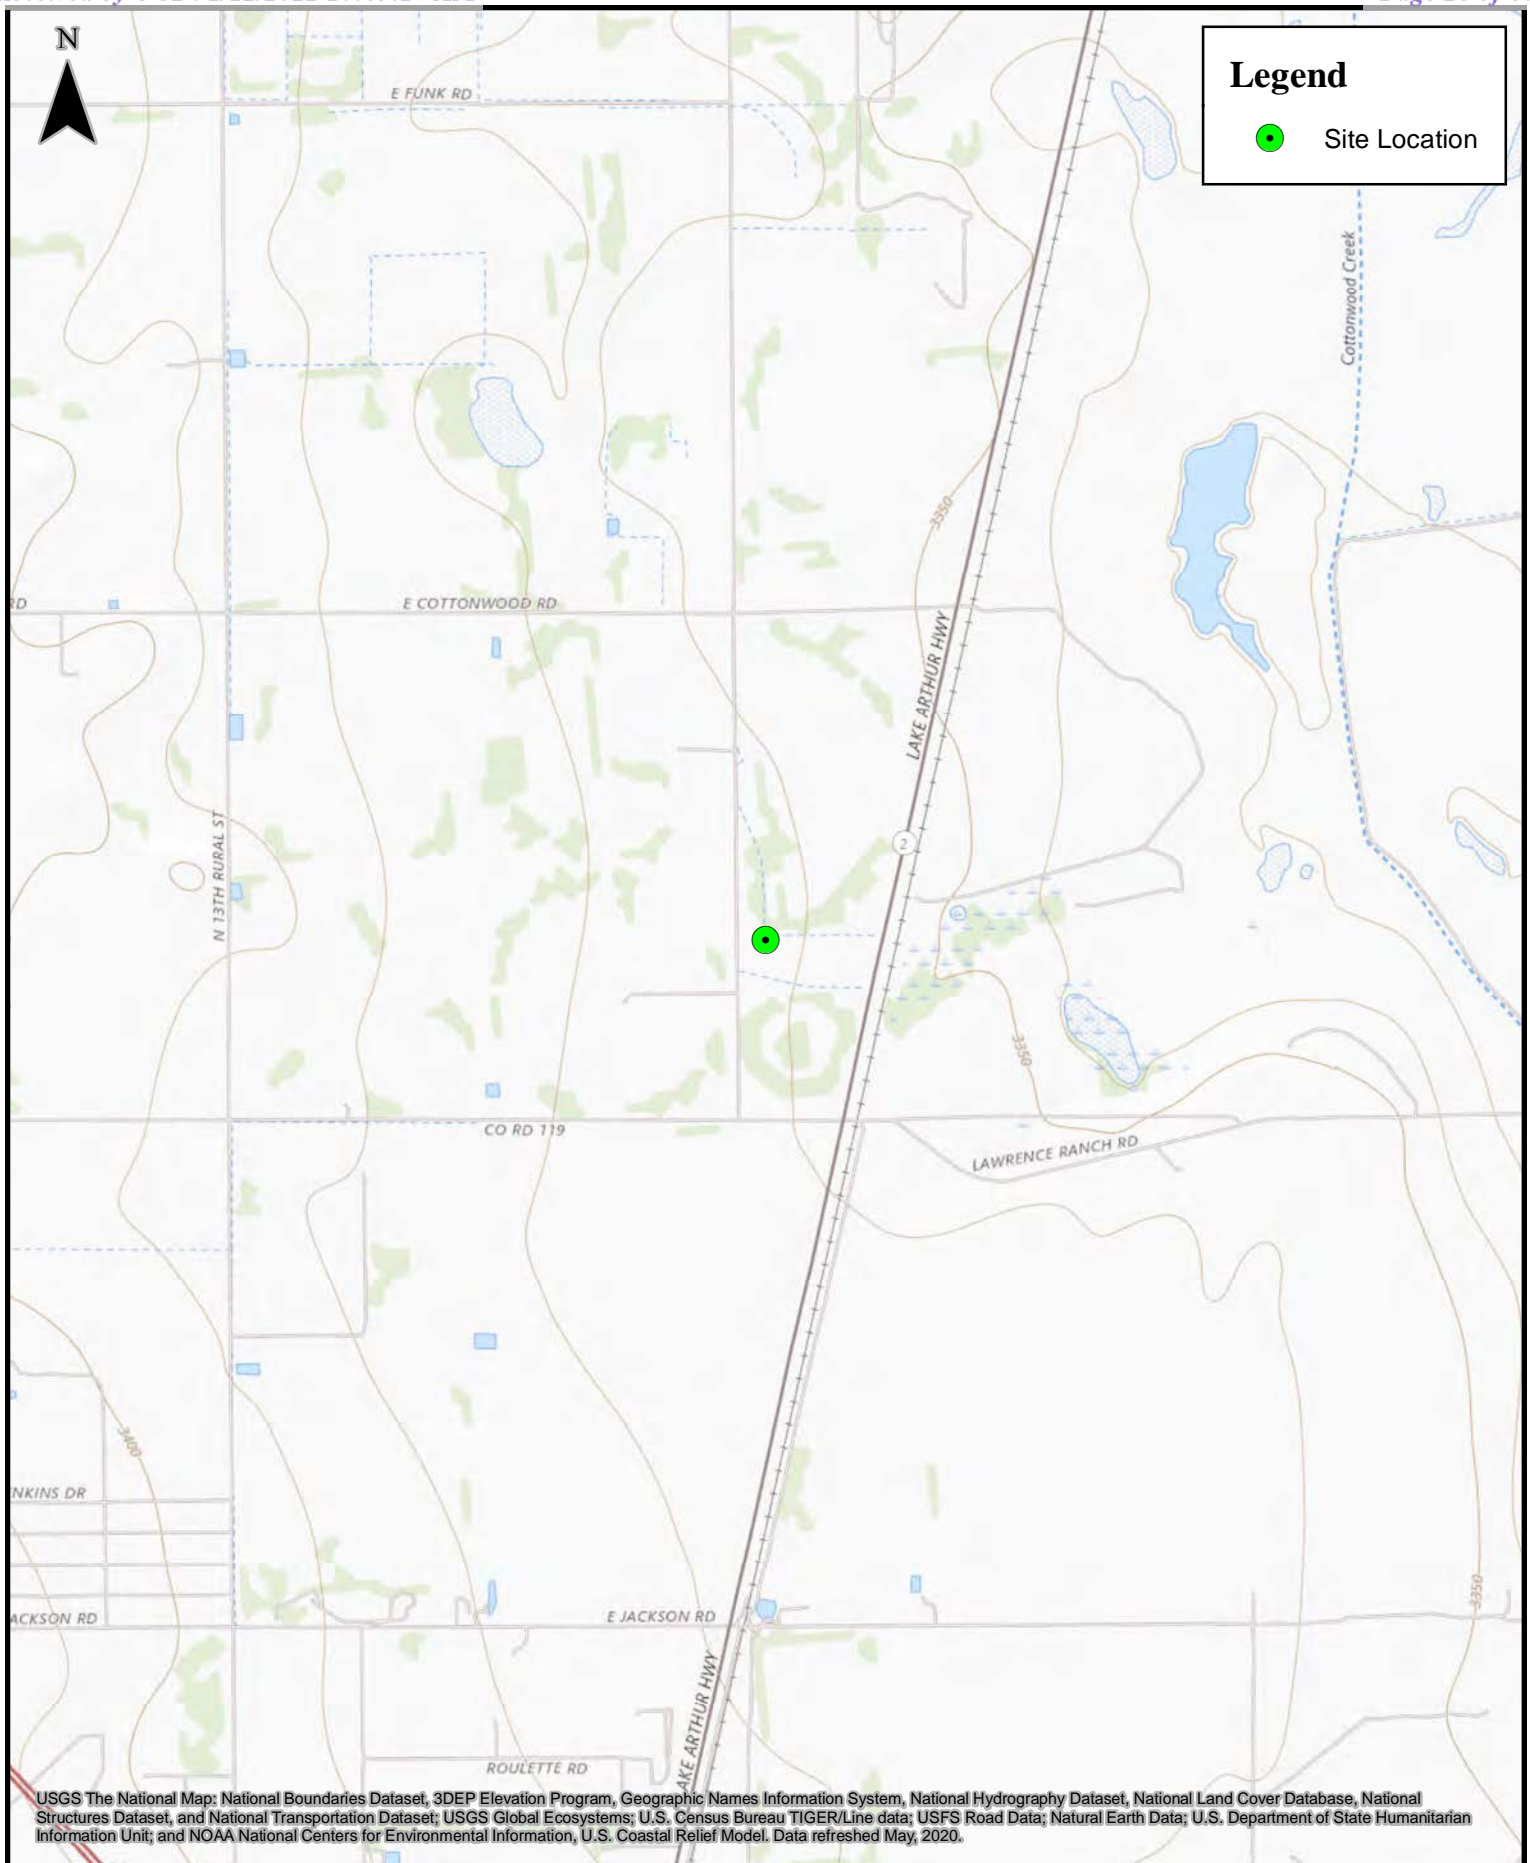 N
Legend
Site Location
E FUNK RD
Cottonwood Creek
3350
RD
E COTTONWOOD RD
LAKE ARTHUR HWY
N 13TH RURAL ST
2
3350
CO RD 119
LAWRENCE RANCH RD
3400
NKINS DR
3350
ACKSON RD
E JACKSON RD
AKE ARTHUR HWY
ROULETTE RD
USGS The National Map: National Boundaries Dataset, 3DEP Elevation Program, Geographic Names Information System, National Hydrography Dataset, National Land Cover Database, National
Structures Dataset, and National Transportation Dataset; USGS Global Ecosystems; U.S. Census Bureau TIGER/Line data; USFS Road Data; Natural Earth Data; U.S. Department of State Humanitarian
Information Unit; and NOAA National Centers for Environmental Information, U.S. Coastal Relief Model. Data refreshed May, 2020.